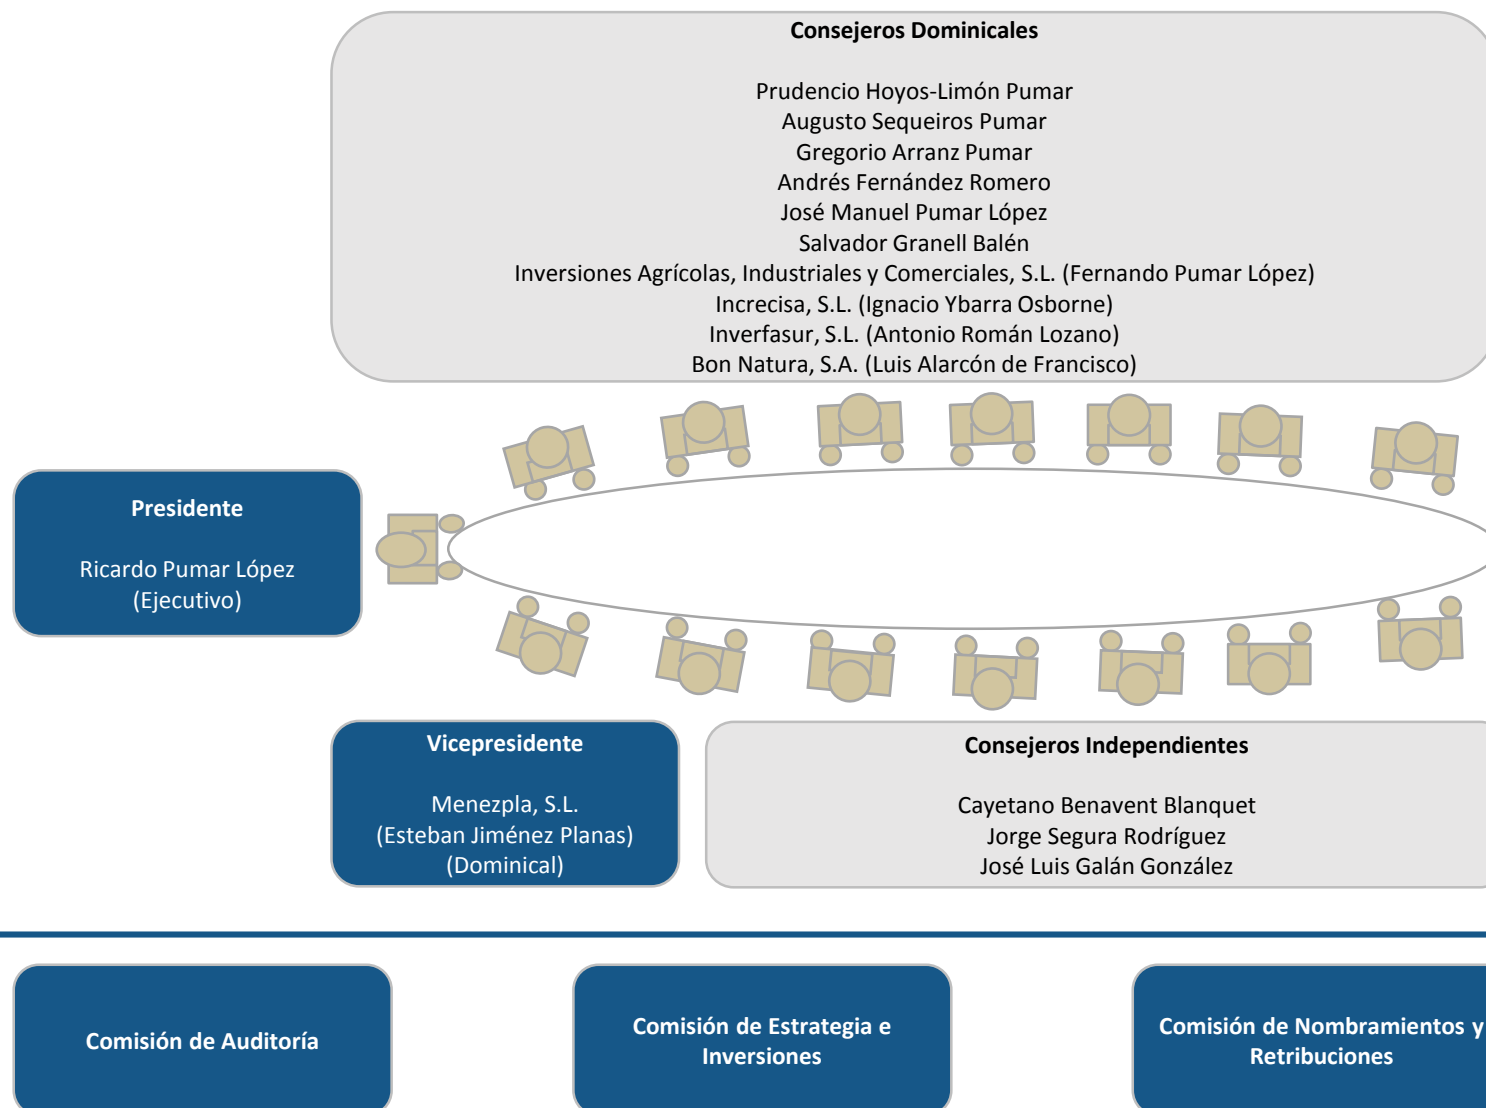 Consejeros Dominicales
Prudencio Hoyos-Limón Pumar
Augusto Sequeiros Pumar
Gregorio Arranz Pumar
Andrés Fernández Romero
José Manuel Pumar López
Salvador Granell Balén
Inversiones Agrícolas, Industriales y Comerciales, S.L. (Fernando Pumar López)
Increcisa, S.L. (Ignacio Ybarra Osborne)
Inverfasur, S.L. (Antonio Román Lozano)
Bon Natura, S.A. (Luis Alarcón de Francisco)
Presidente
Ricardo Pumar López
(Ejecutivo)
Vicepresidente
Menezpla, S.L.
(Esteban Jiménez Planas)
(Dominical)
Consejeros Independientes
Cayetano Benavent Blanquet
Jorge Segura Rodríguez
José Luis Galán González
Comisión de Auditoría
Comisión de Estrategia e
Inversiones
Comisión de Nombramientos y
Retribuciones